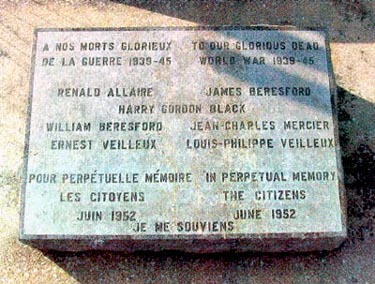 A NOS MORTS GLORIEUX TO OUR GLORIOUS DEAD
DE LA GUERRE 1939-45 WORLD WAR 1939-45
RENALD ALLAIRE JAMES BERESFORD
HARRY GORDON BLACK
WILLIAM BERESFORD JEAN-CHARLES MERCIER
ERNEST VEILLEUX LOUIS-PHILIPPE VEILLEUX
POUR PERPÉTUELLE MÉMOIRE IN PERPETUAL MEMORY
LES CITOYENS THE CITIZENS
JUIN 1952 JUNE 1952
JE ME SOUVIENS